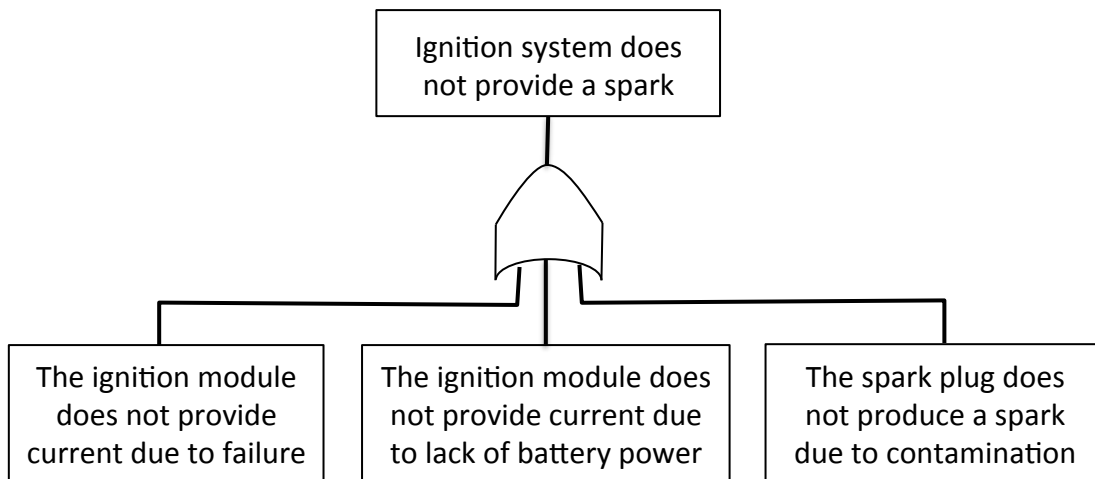 Ignition system does
not provide a spark
The ignition module
does not provide
current due to failure
The ignition module does
not provide current due
to lack of battery power
The spark plug does
not produce a spark
due to contamination